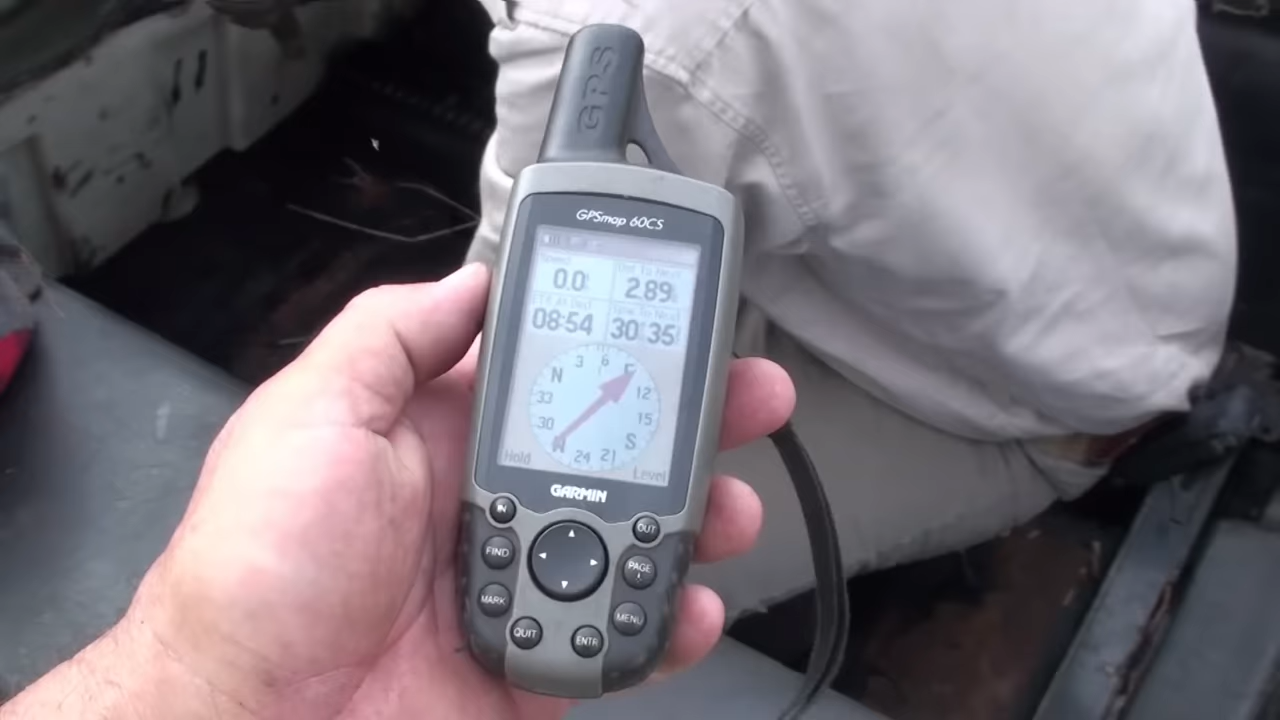 GPS
GPSmap 60CS
Speed
Dist To Next
0.0
2.89
ETA At Dest
Time To Next
08:54
30 35
3 6 E
N 12
33 15
30 S
W 24 21
Hold Level
GARMIN
IN OUT
FIND PAGE
MARK MENU
QUIT ENTR